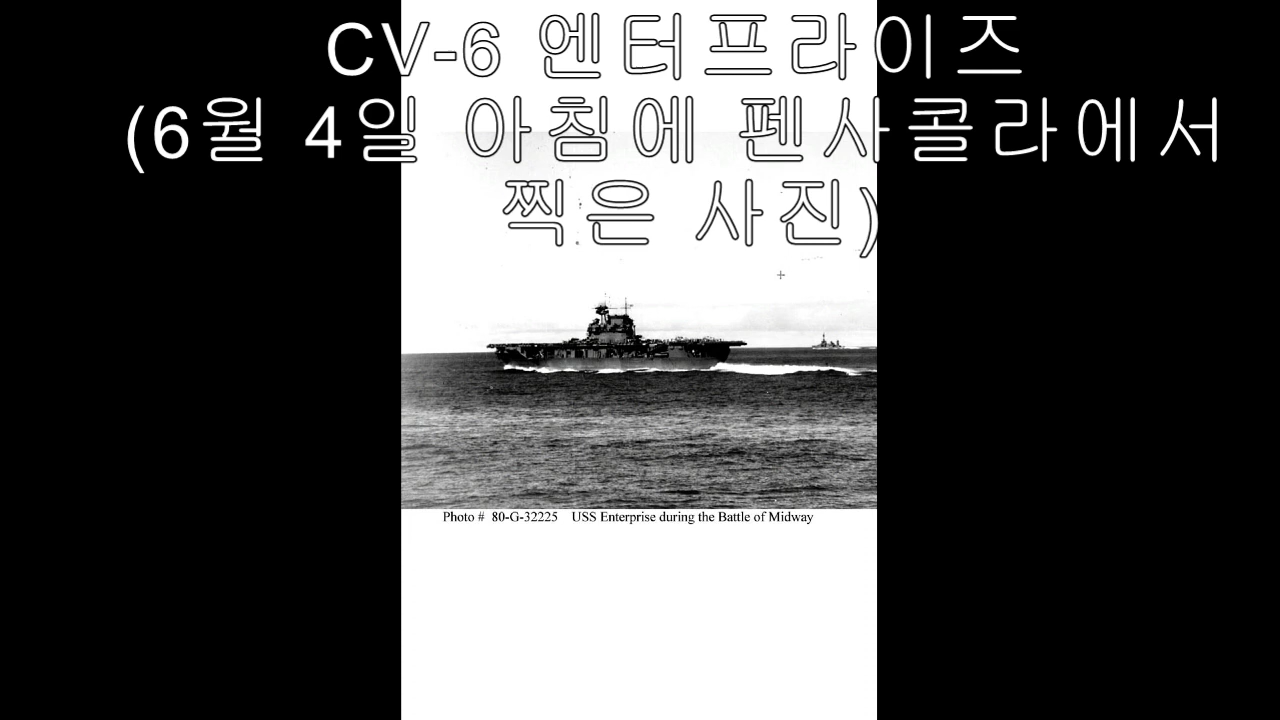 CV-6 엔터프라이즈
(6월 4일 아침에 펜사콜라에서
찍은 사진)
Photo # 80-G-32225 USS Enterprise during the Battle of Midway